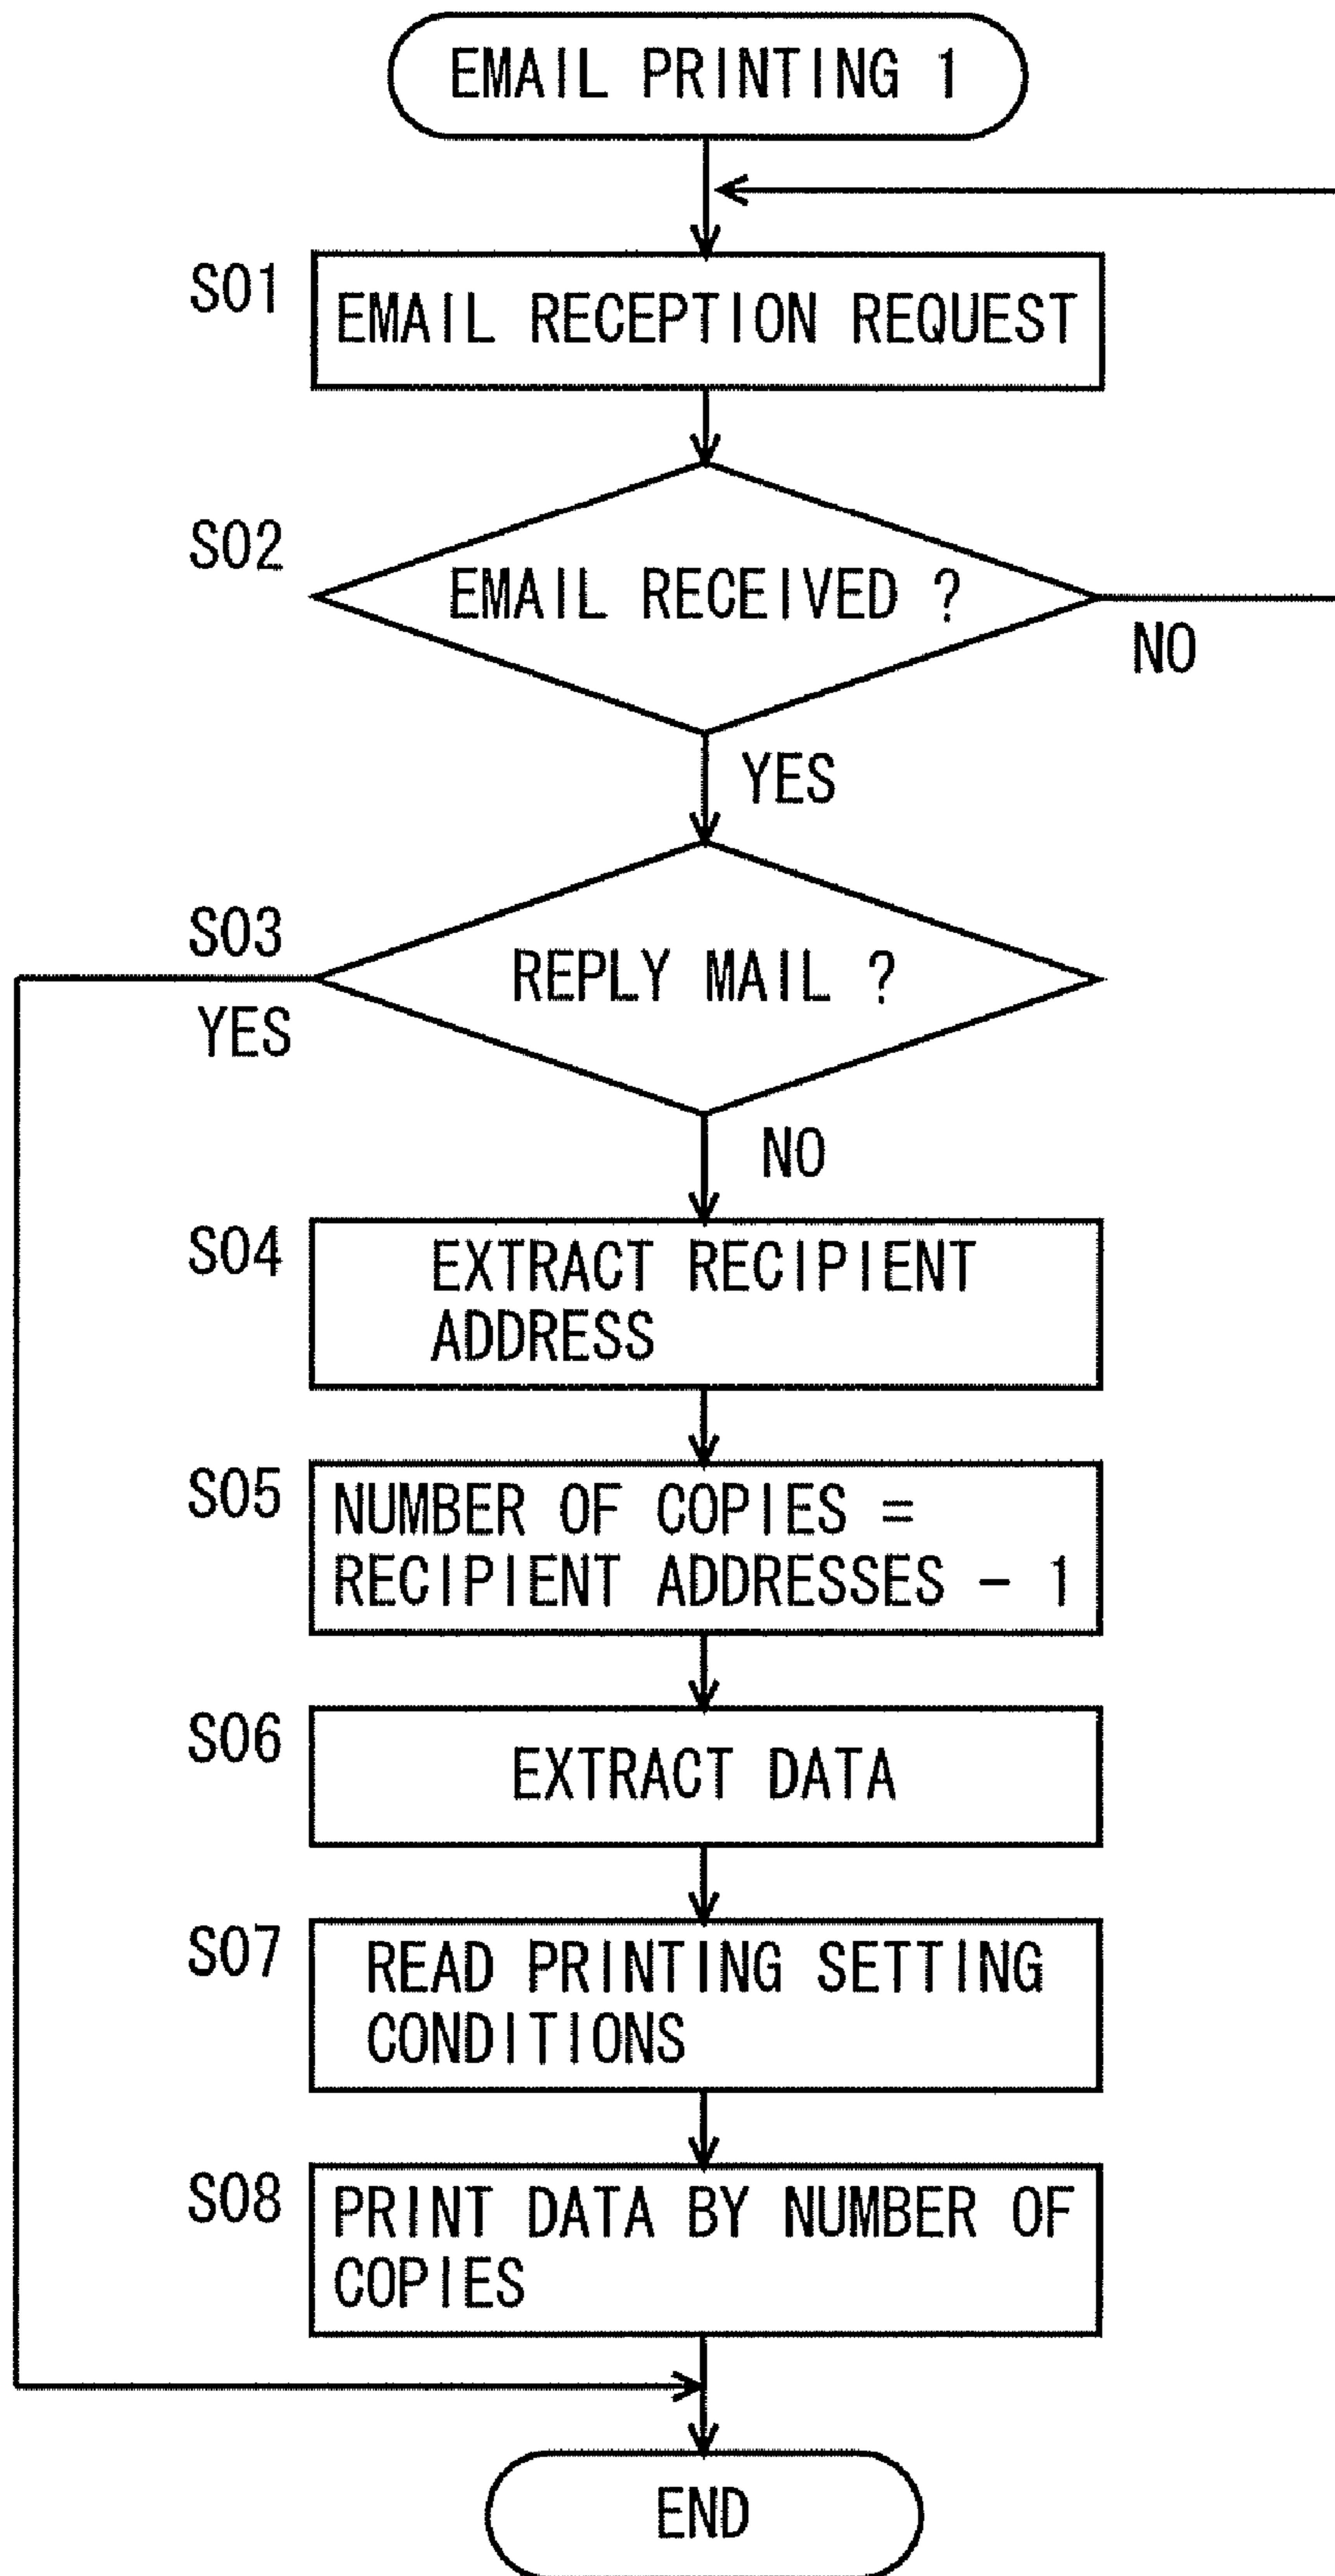 EMAIL PRINTING 1
S01
EMAIL RECEPTION REQUEST
S02
EMAIL RECEIVED ?
NO
YES
S03
REPLY MAIL ?
YES
NO
S04
EXTRACT RECIPIENT
ADDRESS
S05
NUMBER OF COPIES =
RECIPIENT ADDRESSES - 1
S06
EXTRACT DATA
S07
READ PRINTING SETTING
CONDITIONS
S08
PRINT DATA BY NUMBER OF
COPIES
END